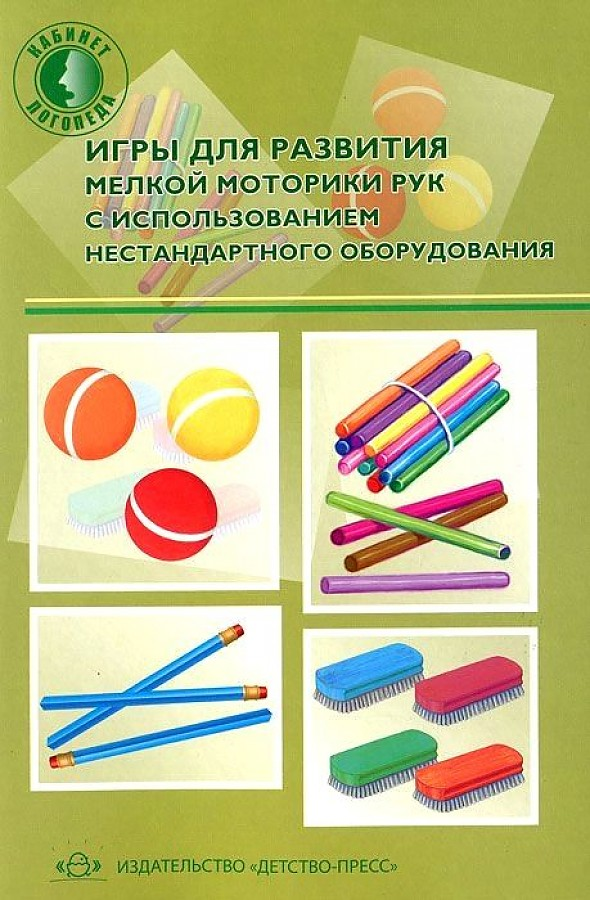 КАБИНЕТ
ЛОГОПЕДА
ИГРЫ ДЛЯ РАЗВИТИЯ
МЕЛКОЙ МОТОРИКИ РУК
С ИСПОЛЬЗОВАНИЕМ
НЕСТАНДАРТНОГО ОБОРУДОВАНИЯ
ИЗДАТЕЛЬСТВО «ДЕТСТВО-ПРЕСС»